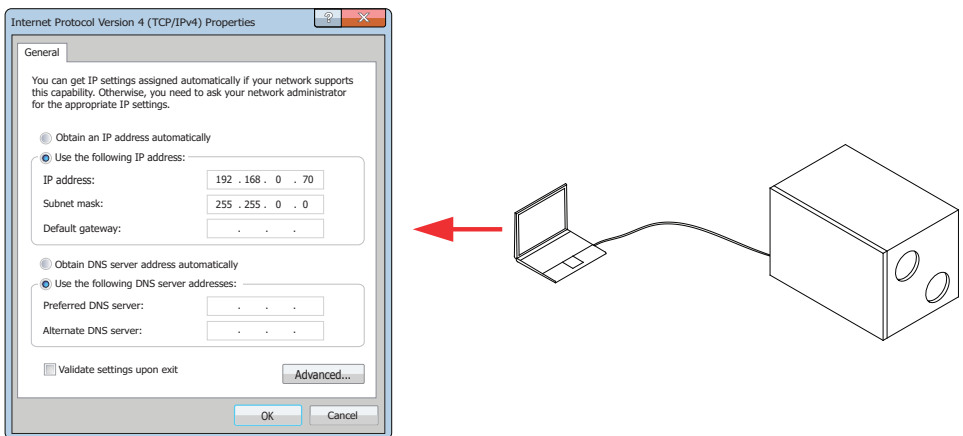 Internet Protocol Version 4 (TCP/IPv4) Properties
?
X
General
You can get IP settings assigned automatically if your network supports
this capability. Otherwise, you need to ask your network administrator
for the appropriate IP settings.
Obtain an IP address automatically
Use the following IP address:
IP address: 192 . 168 . 0 . 70
Subnet mask: 255 . 255 . 0 . 0
Default gateway: . . .
Obtain DNS server address automatically
Use the following DNS server addresses:
Preferred DNS server: . . .
Alternate DNS server: . . .
Validate settings upon exit
Advanced...
OK Cancel